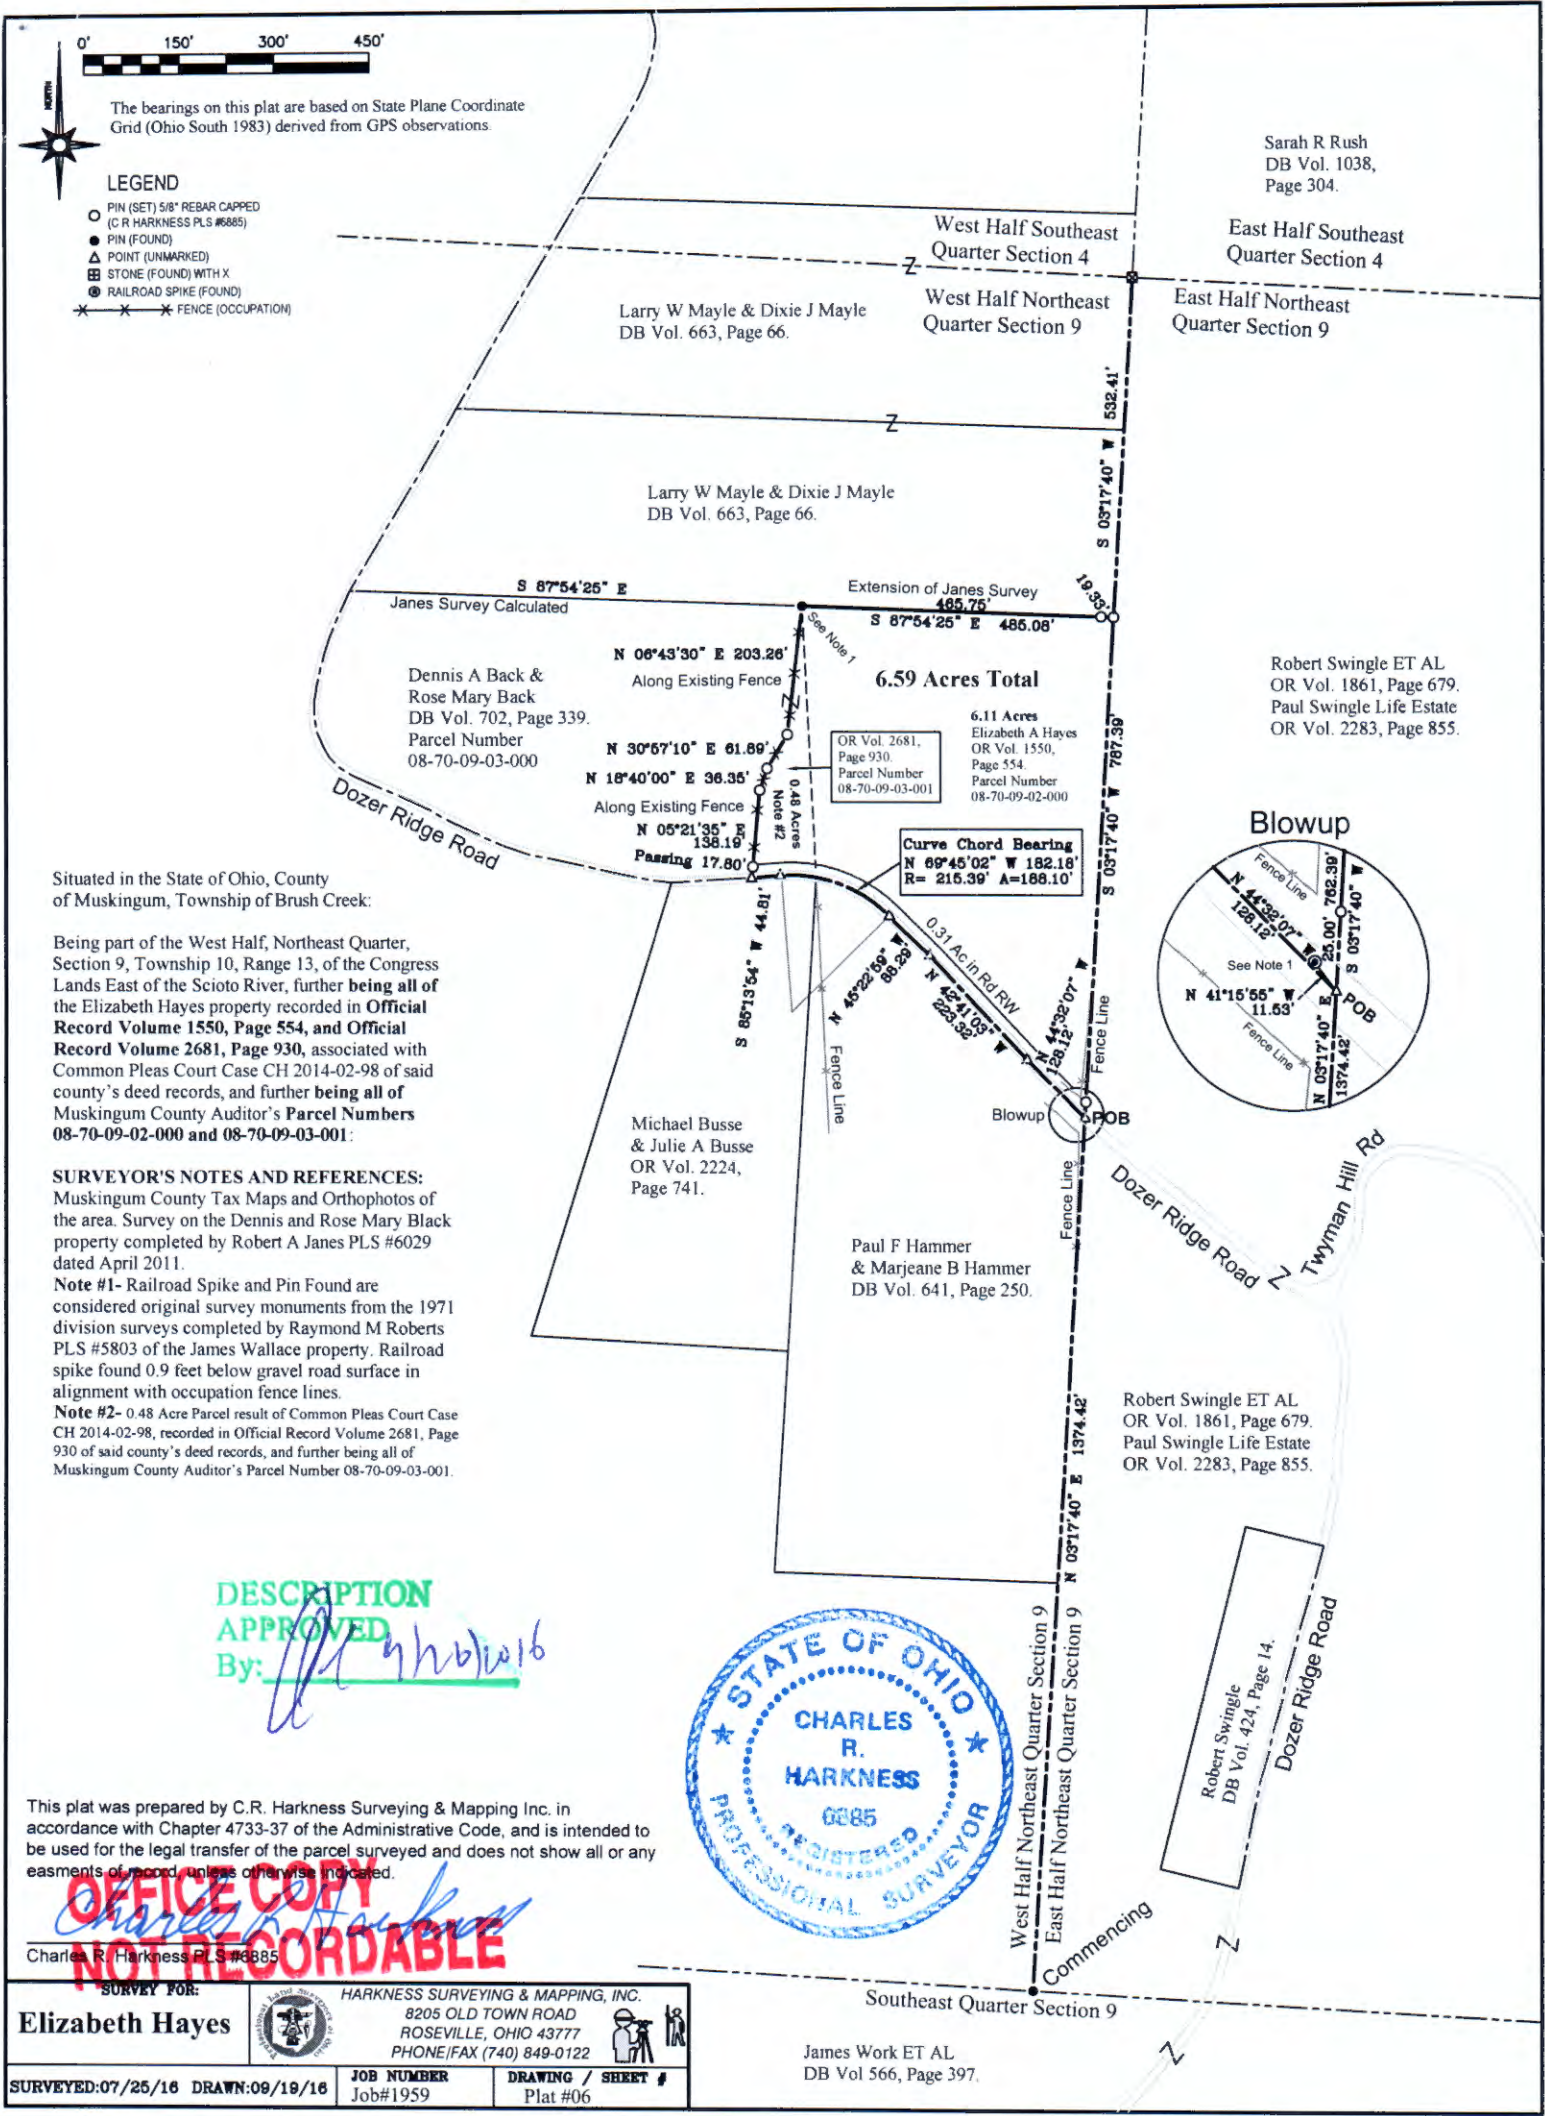 0' 150' 300' 450'
NORTH
The bearings on this plat are based on State Plane Coordinate
Grid (Ohio South 1983) derived from GPS observations.
LEGEND
PIN (SET) 5/8" REBAR CAPPED
(C R HARKNESS PLS #6885)
PIN (FOUND)
POINT (UNMARKED)
STONE (FOUND) WITH X
RAILROAD SPIKE (FOUND)
FENCE (OCCUPATION)
Sarah R Rush
DB Vol. 1038,
Page 304.
West Half Southeast
Quarter Section 4
East Half Southeast
Quarter Section 4
West Half Northeast
Quarter Section 9
East Half Northeast
Quarter Section 9
Larry W Mayle & Dixie J Mayle
DB Vol. 663, Page 66.
S 03°17'40" W 532.41'
Larry W Mayle & Dixie J Mayle
DB Vol. 663, Page 66.
S 87°54'25" E
Janes Survey Calculated
Extension of Janes Survey
465.75'
S 87°54'25" E 485.08'
19.33'
See Note 1
N 06°43'30" E 203.26'
Along Existing Fence
6.59 Acres Total
Dennis A Back &
Rose Mary Back
DB Vol. 702, Page 339.
Parcel Number
08-70-09-03-000
6.11 Acres
Elizabeth A Hayes
OR Vol. 1550,
Page 554.
Parcel Number
08-70-09-02-000
OR Vol. 2681,
Page 930.
Parcel Number
08-70-09-03-001
Robert Swingle ET AL
OR Vol. 1861, Page 679.
Paul Swingle Life Estate
OR Vol. 2283, Page 855.
N 30°57'10" E 61.89'
N 18°40'00" E 36.35'
Along Existing Fence
N 05°21'35" E
138.19'
Passing 17.80'
0.48 Acres
Note #2
S 03°17'40" W 787.39'
Dozer Ridge Road
Curve Chord Bearing
N 69°45'02" W 182.18'
R= 215.39' A=188.10'
S 85°13'54" W 44.81'
0.31 Ac in Rd RW
N 45°22'59" W
88.29'
N 42°41'03" W
223.32'
N 44°32'07" W
128.12'
Fence Line
Fence Line
Blowup
POB
Fence Line
Blowup
Fence Line
N 44°32'07" W
128.12'
25.00' 762.39'
S 03°17'40" W
See Note 1
N 41°15'55" W
11.53'
POB
Fence Line
N 03°17'40" E
1374.42'
Situated in the State of Ohio, County
of Muskingum, Township of Brush Creek:
Being part of the West Half, Northeast Quarter,
Section 9, Township 10, Range 13, of the Congress
Lands East of the Scioto River, further being all of
the Elizabeth Hayes property recorded in Official
Record Volume 1550, Page 554, and Official
Record Volume 2681, Page 930, associated with
Common Pleas Court Case CH 2014-02-98 of said
county's deed records, and further being all of
Muskingum County Auditor's Parcel Numbers
08-70-09-02-000 and 08-70-09-03-001:
SURVEYOR'S NOTES AND REFERENCES:
Muskingum County Tax Maps and Orthophotos of
the area. Survey on the Dennis and Rose Mary Black
property completed by Robert A Janes PLS #6029
dated April 2011.
Note #1- Railroad Spike and Pin Found are
considered original survey monuments from the 1971
division surveys completed by Raymond M Roberts
PLS #5803 of the James Wallace property. Railroad
spike found 0.9 feet below gravel road surface in
alignment with occupation fence lines.
Note #2- 0.48 Acre Parcel result of Common Pleas Court Case
CH 2014-02-98, recorded in Official Record Volume 2681, Page
930 of said county's deed records, and further being all of
Muskingum County Auditor's Parcel Number 08-70-09-03-001.
Michael Busse
& Julie A Busse
OR Vol. 2224,
Page 741.
Paul F Hammer
& Marjeane B Hammer
DB Vol. 641, Page 250.
Dozer Ridge Road
Twyman Hill Rd
N 03°17'40" E 1374.42'
Robert Swingle ET AL
OR Vol. 1861, Page 679.
Paul Swingle Life Estate
OR Vol. 2283, Page 855.
Robert Swingle
DB Vol. 424, Page 14.
Dozer Ridge Road
West Half Northeast Quarter Section 9
East Half Northeast Quarter Section 9
Commencing
Southeast Quarter Section 9
James Work ET AL
DB Vol 566, Page 397.
DESCRIPTION
APPROVED
By:
STATE OF OHIO
CHARLES
R.
HARKNESS
6885
REGISTERED
PROFESSIONAL SURVEYOR
This plat was prepared by C.R. Harkness Surveying & Mapping Inc. in
accordance with Chapter 4733-37 of the Administrative Code, and is intended to
be used for the legal transfer of the parcel surveyed and does not show all or any
easments of record, unless otherwise indicated.
OFFICE COPY
NOT RECORDABLE
Charles R. Harkness
Charles R. Harkness PLS #6885
SURVEY FOR:
Elizabeth Hayes
HARKNESS SURVEYING & MAPPING, INC.
8205 OLD TOWN ROAD
ROSEVILLE, OHIO 43777
PHONE/FAX (740) 849-0122
SURVEYED:07/25/16 DRAWN:09/19/16
JOB NUMBER
Job#1959
DRAWING / SHEET #
Plat #06